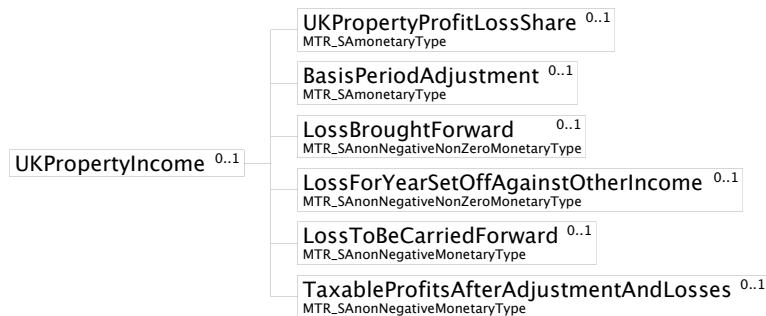 UKPropertyProfitLossShare 0..1
MTR_SAmonetaryType
BasisPeriodAdjustment 0..1
MTR_SAmonetaryType
LossBroughtForward 0..1
MTR_SAnonNegativeNonZeroMonetaryType
UKPropertyIncome 0..1
LossForYearSetOffAgainstOtherIncome 0..1
MTR_SAnonNegativeNonZeroMonetaryType
LossToBeCarriedForward 0..1
MTR_SAnonNegativeMonetaryType
TaxableProfitsAfterAdjustmentAndLosses 0..1
MTR_SAnonNegativeMonetaryType